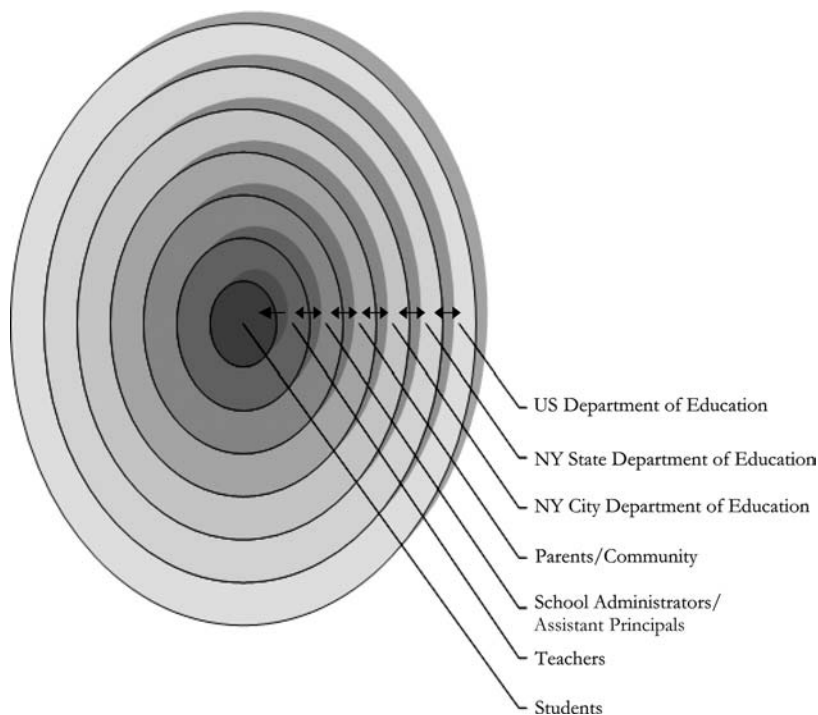 US Department of Education
NY State Department of Education
NY City Department of Education
Parents/Community
School Administrators/
Assistant Principals
Teachers
Students